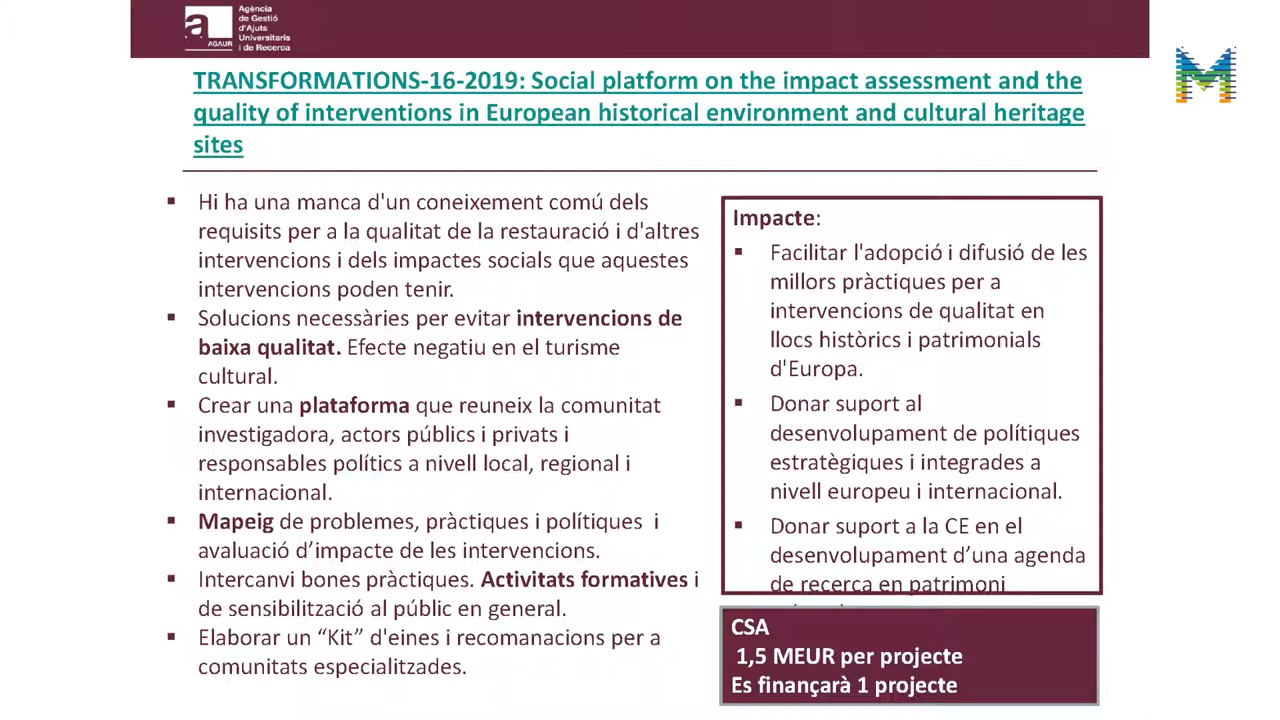 Agència
de Gestió
d'Ajuts
Universitaris
i de Recerca
AGAUR
TRANSFORMATIONS-16-2019: Social platform on the impact assessment and the
quality of interventions in European historical environment and cultural heritage
sites
▪ Hi ha una manca d'un coneixement comú dels
requisits per a la qualitat de la restauració i d'altres
intervencions i dels impactes socials que aquestes
intervencions poden tenir.
▪ Solucions necessàries per evitar intervencions de
baixa qualitat. Efecte negatiu en el turisme
cultural.
▪ Crear una plataforma que reuneix la comunitat
investigadora, actors públics i privats i
responsables polítics a nivell local, regional i
internacional.
▪ Mapeig de problemes, pràctiques i polítiques i
avaluació d’impacte de les intervencions.
▪ Intercanvi bones pràctiques. Activitats formatives i
de sensibilització al públic en general.
▪ Elaborar un “Kit” d'eines i recomanacions per a
comunitats especialitzades.
Impacte:
▪ Facilitar l'adopció i difusió de les
millors pràctiques per a
intervencions de qualitat en
llocs històrics i patrimonials
d'Europa.
▪ Donar suport al
desenvolupament de polítiques
estratègiques i integrades a
nivell europeu i internacional.
▪ Donar suport a la CE en el
desenvolupament d’una agenda
de recerca en patrimoni
CSA
1,5 MEUR per projecte
Es finançarà 1 projecte